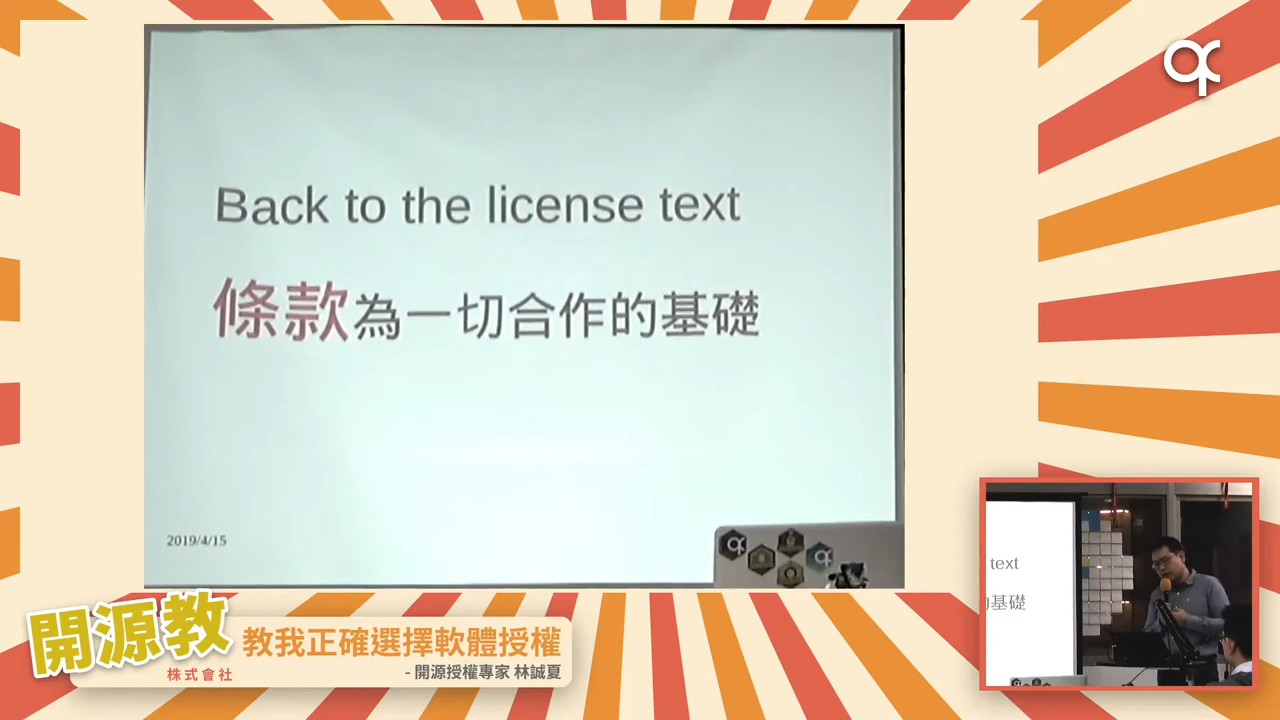 Back to the license text
條款為一切合作的基礎
2019/4/15
text
的基礎
開源教
株式會社
教我正確選擇軟體授權
- 開源授權專家 林誠夏